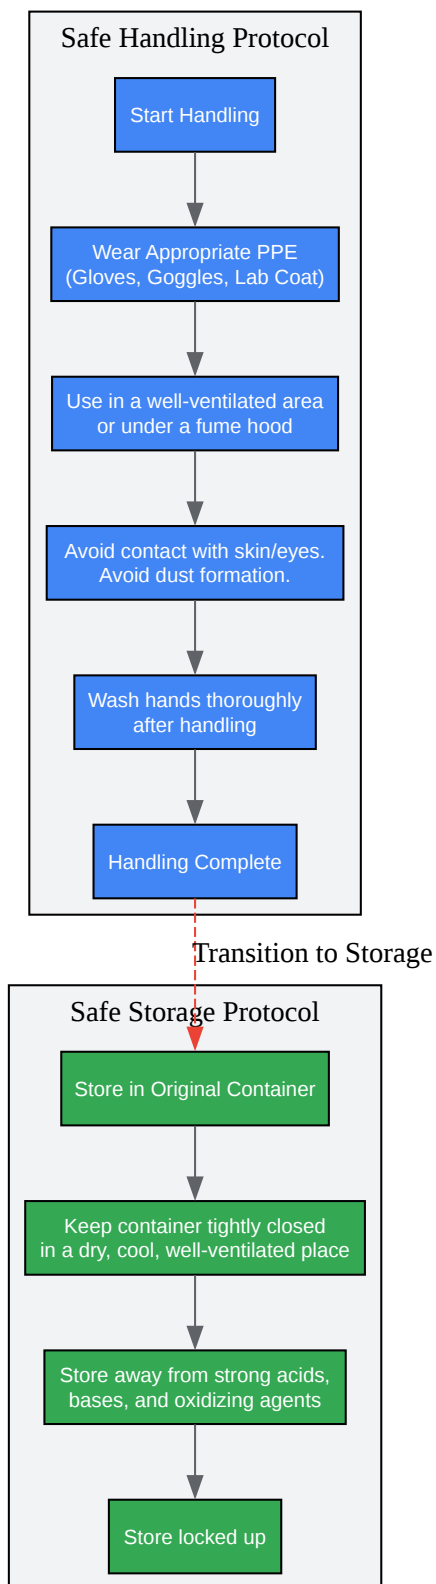 Safe Handling Protocol
Start Handling
Wear Appropriate PPE
(Gloves, Goggles, Lab Coat)
Use in a well-ventilated area
or under a fume hood
Avoid contact with skin/eyes.
Avoid dust formation.
Wash hands thoroughly
after handling
Handling Complete
Transition to Storage
Safe Storage Protocol
Store in Original Container
Keep container tightly closed
in a dry, cool, well-ventilated place
Store away from strong acids,
bases, and oxidizing agents
Store locked up